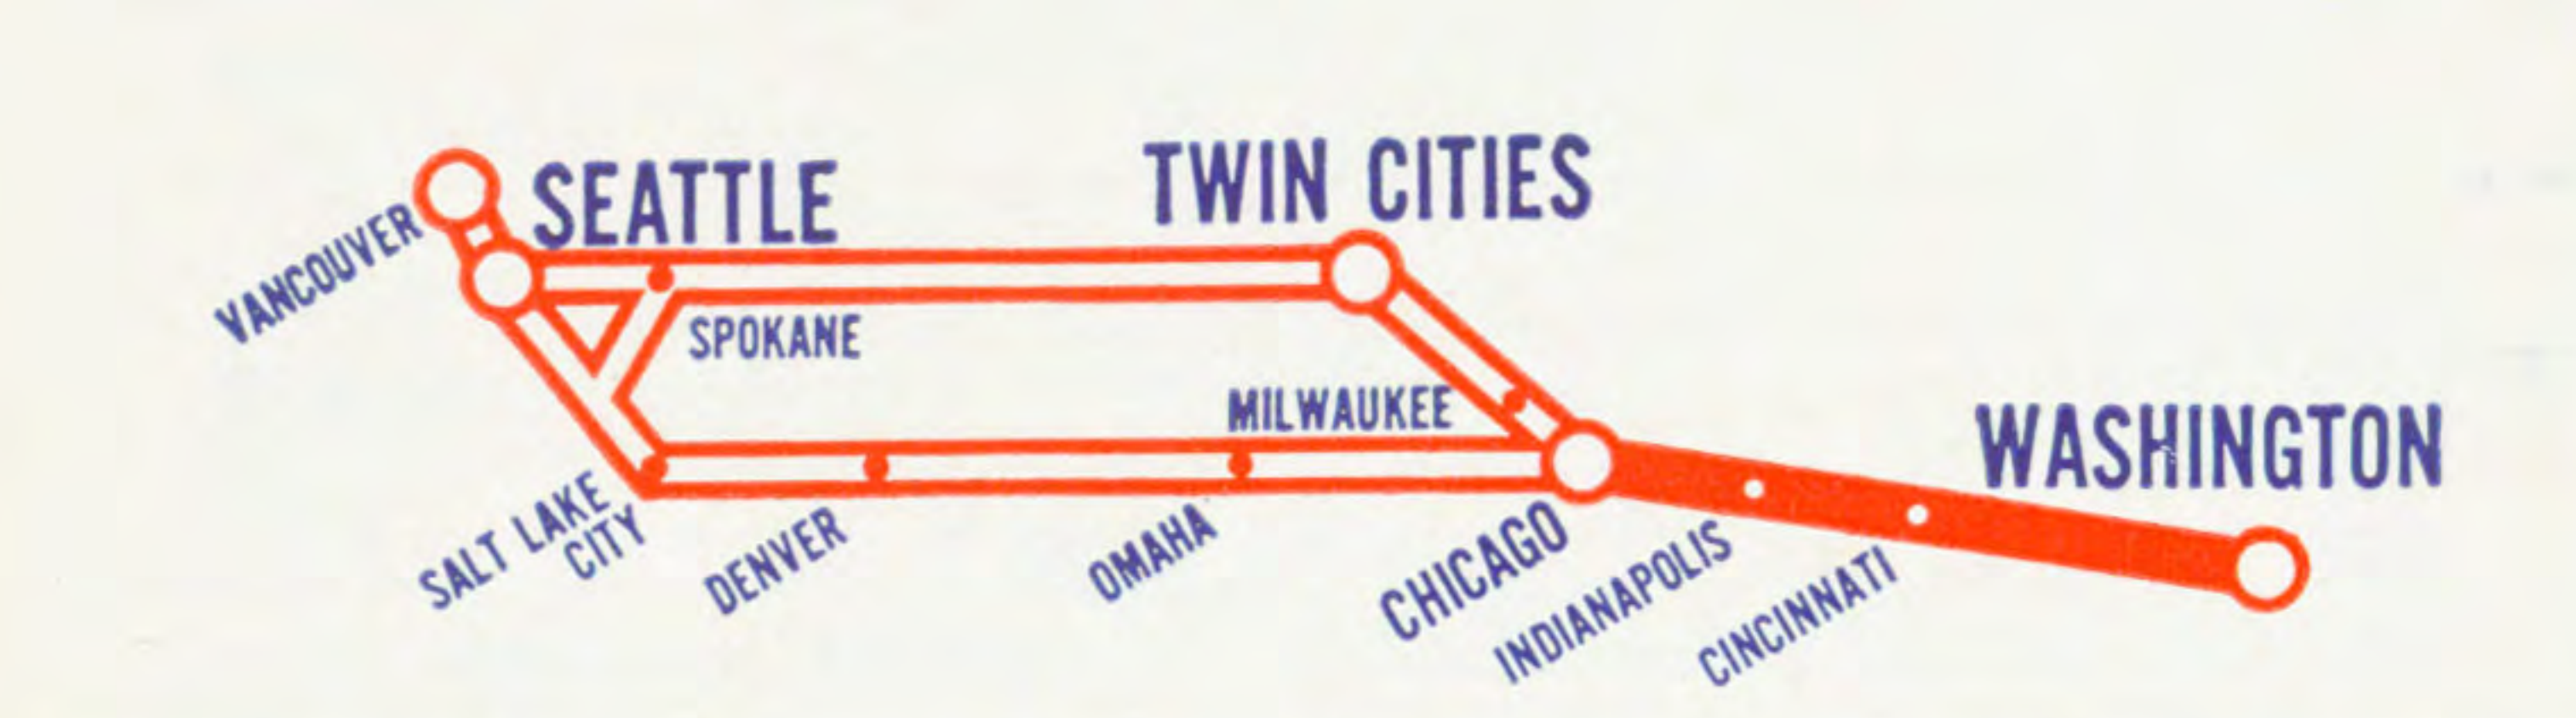 TWIN CITIES
SEATTLE
VANCOUVER
SPOKANE
MILWAUKEE
WASHINGTON
SALT LAKE
CITY
DENVER
OMAHA
CHICAGO
INDIANAPOLIS
CINCINNATI